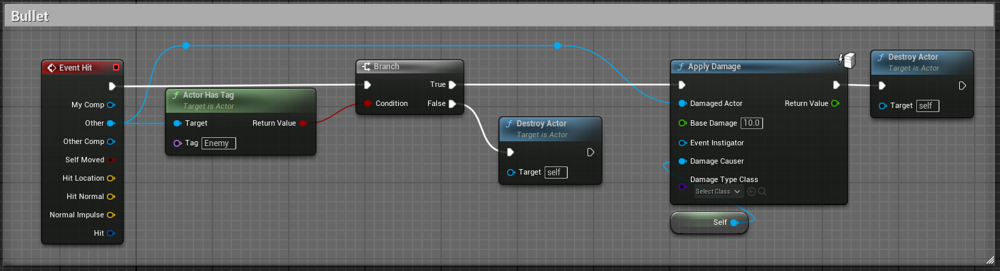 Bullet
Event Hit
My Comp
Other
Other Comp
Self Moved
Hit Location
Hit Normal
Normal Impulse
Hit
f Actor Has Tag
Target is Actor
Target Return Value
Tag Enemy
Branch
True
Condition False
f Destroy Actor
Target is Actor
Target self
f Apply Damage
Damaged Actor Return Value
Base Damage 10.0
Event Instigator
Damage Causer
Damage Type Class
Select Class
Self
f Destroy Actor
Target is Actor
Target self